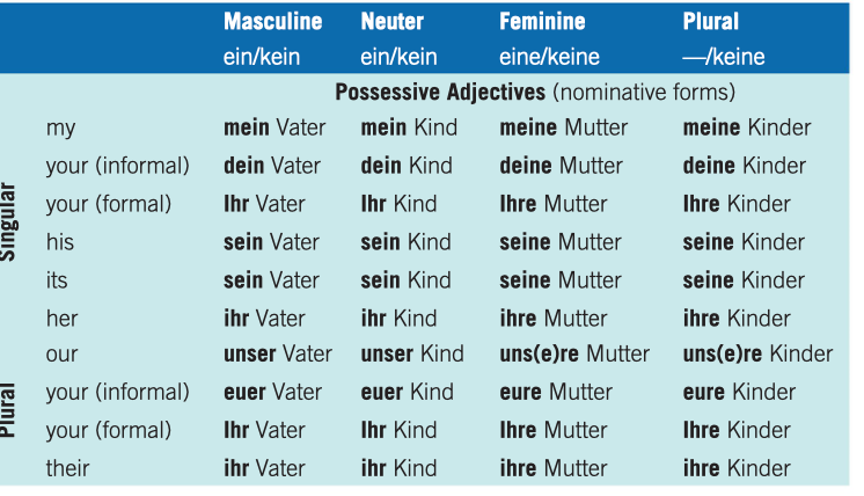 Masculine Neuter Feminine Plural
ein/kein ein/kein eine/keine —/keine
Possessive Adjectives (nominative forms)
Singular
my mein Vater mein Kind meine Mutter meine Kinder
your (informal) dein Vater dein Kind deine Mutter deine Kinder
your (formal) Ihr Vater Ihr Kind Ihre Mutter Ihre Kinder
his sein Vater sein Kind seine Mutter seine Kinder
its sein Vater sein Kind seine Mutter seine Kinder
her ihr Vater ihr Kind ihre Mutter ihre Kinder
Plural
our unser Vater unser Kind uns(e)re Mutter uns(e)re Kinder
your (informal) euer Vater euer Kind eure Mutter eure Kinder
your (formal) Ihr Vater Ihr Kind Ihre Mutter Ihre Kinder
their ihr Vater ihr Kind ihre Mutter ihre Kinder